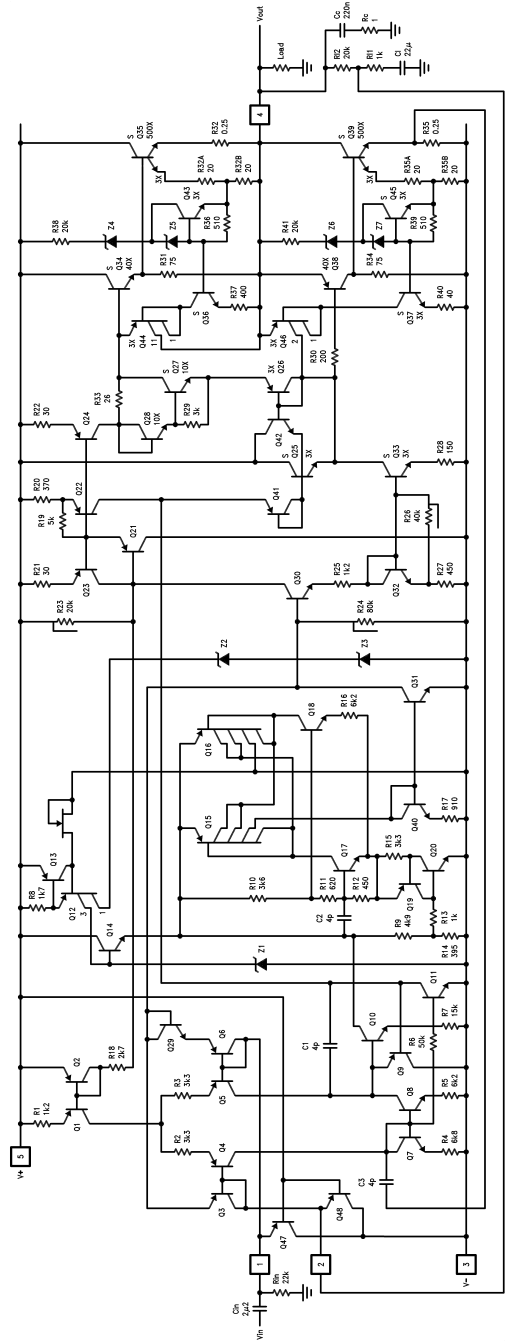 Vout
Cc
220n
Rc
1
Load
Rl2
20k
Rl1
1k
Cl
22µ
4
S
Q35
500X
3X
R32
0.25
R32A
20
R32B
20
S
Q39
500X
3X
R35
0.25
R35A
20
R35B
20
R38
20k
Z4
Z5
S
Q43
3X
R36
510
R41
20k
Z6
Z7
S
Q45
3X
R39
510
S
Q34
40X
R31
75
S
Q36
R37
400
40X
Q38
R34
75
S
Q37
3X
R40
40
3X
Q44
11
1
3X
Q46
2
1
R30
200
R33
26
S
Q27
10X
Q28
10X
R29
3k
3X
Q26
R22
30
Q24
Q42
Q25
S
3X
S
Q33
3X
R28
150
R20
370
R19
5k
Q22
Q41
R26
40k
R21
30
Q23
Q21
Q30
R25
1k2
Q32
R27
450
R23
20k
R24
80k
Z2
Z3
Q31
Q16
Q18
R16
6k2
Q15
Q40
R17
910
Q13
R8
1k7
Q12
3
1
Q14
R10
3k6
R11
620
R12
450
C2
4p
Q17
R15
3k3
Q19
Q20
R9
4k9
R13
1k
R14
395
Z1
Q29
Q6
Q5
C1
4p
Q10
Q9
Q11
R7
15k
R6
50k
Q2
Q1
R1
1k2
R18
2k7
R3
3k3
R2
3k3
Q4
Q3
Q8
Q7
R5
6k2
R4
6k8
C3
4p
Q48
Q47
5
V+
1
2
3
V-
Rin
22k
Cin
2µ2
Vin